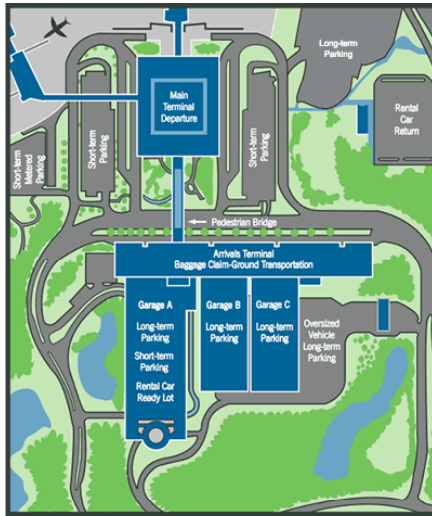 Long-term
Parking
Main
Terminal
Departure
Rental
Car
Return
Short-term
Metered
Parking
Short-term
Parking
Short-term
Parking
Pedestrian Bridge
Arrivals Terminal
Baggage Claim-Ground Transportation
Garage A
Long-term
Parking
Short-term
Parking
Rental Car
Ready Lot
Garage B
Long-term
Parking
Garage C
Long-term
Parking
Oversized
Vehicle
Long-term
Parking